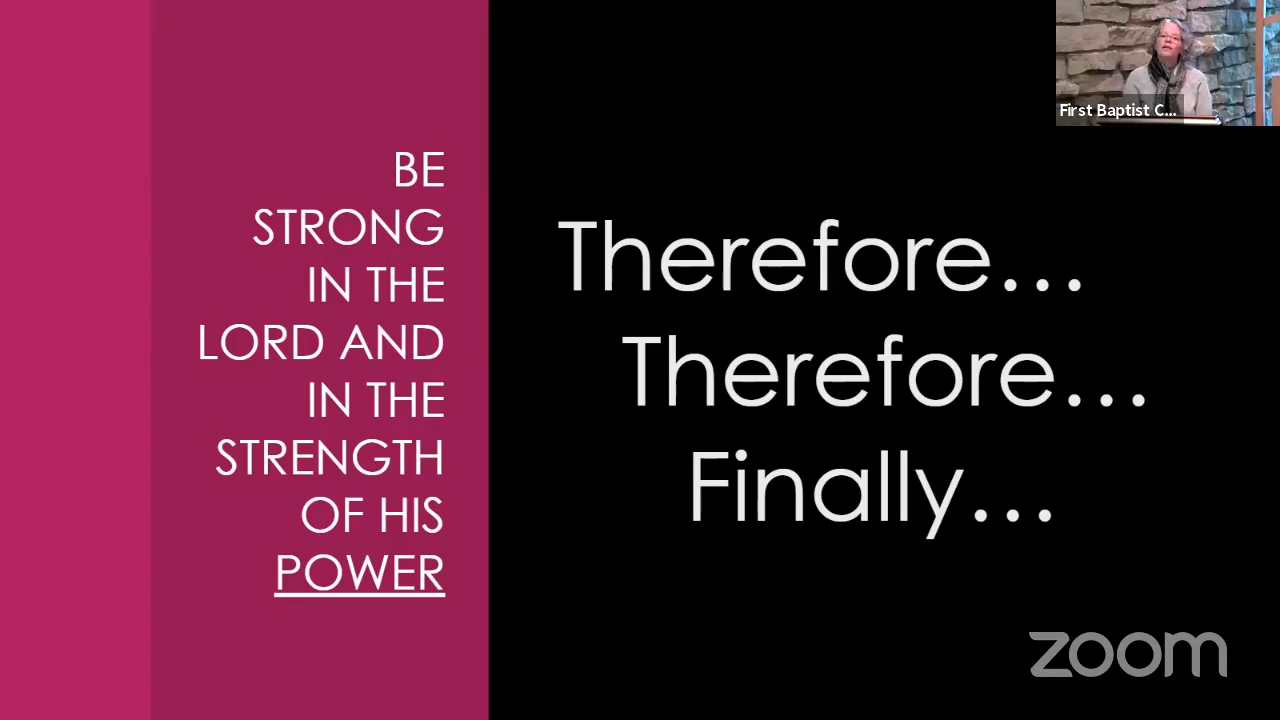 First Baptist C...
BE
STRONG
IN THE
LORD AND
IN THE
STRENGTH
OF HIS
POWER
Therefore...
Therefore...
Finally...
zoom